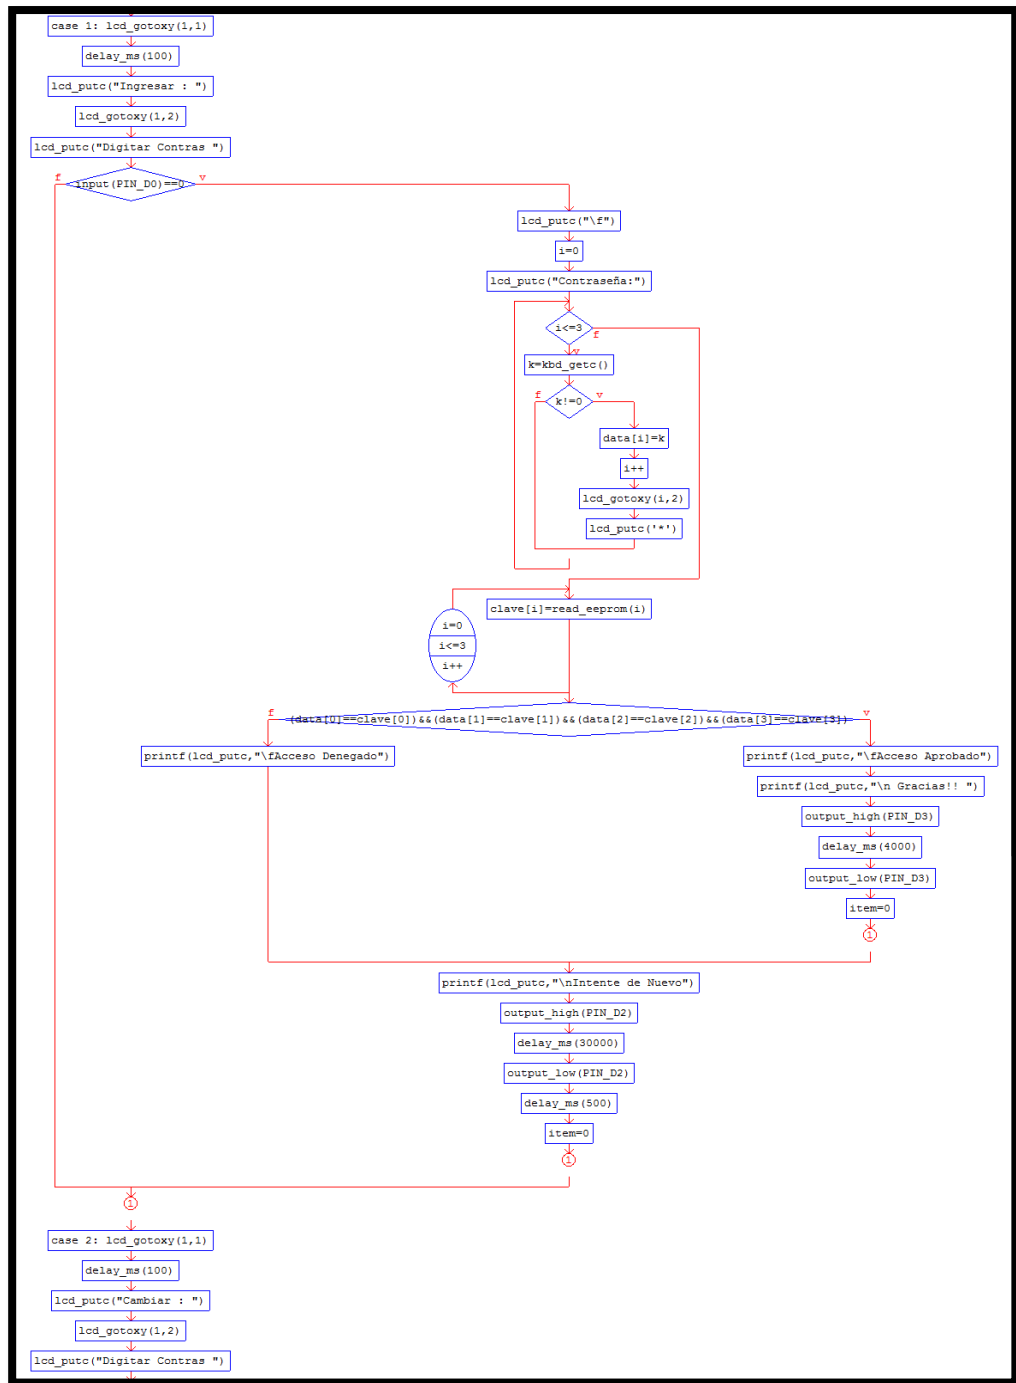 case 1: lcd_gotoxy(1,1)
delay_ms(100)
lcd_putc("Ingresar : ")
lcd_gotoxy(1,2)
lcd_putc("Digitar Contras ")
f
input(PIN_D0)==0
v
lcd_putc("\f")
i=0
lcd_putc("Contraseña:")
i<=3
f
v
k=kbd_getc()
f
k!=0
v
data[i]=k
i++
lcd_gotoxy(i,2)
lcd_putc('*')
clave[i]=read_eeprom(i)
i=0
i<=3
i++
f
(data[0]==clave[0])&&(data[1]==clave[1])&&(data[2]==clave[2])&&(data[3]==clave[3])
v
printf(lcd_putc,"\fAcceso Denegado")
printf(lcd_putc,"\fAcceso Aprobado")
printf(lcd_putc,"\n Gracias!! ")
output_high(PIN_D3)
delay_ms(4000)
output_low(PIN_D3)
item=0
1
printf(lcd_putc,"\nIntente de Nuevo")
output_high(PIN_D2)
delay_ms(30000)
output_low(PIN_D2)
delay_ms(500)
item=0
1
1
case 2: lcd_gotoxy(1,1)
delay_ms(100)
lcd_putc("Cambiar : ")
lcd_gotoxy(1,2)
lcd_putc("Digitar Contras ")